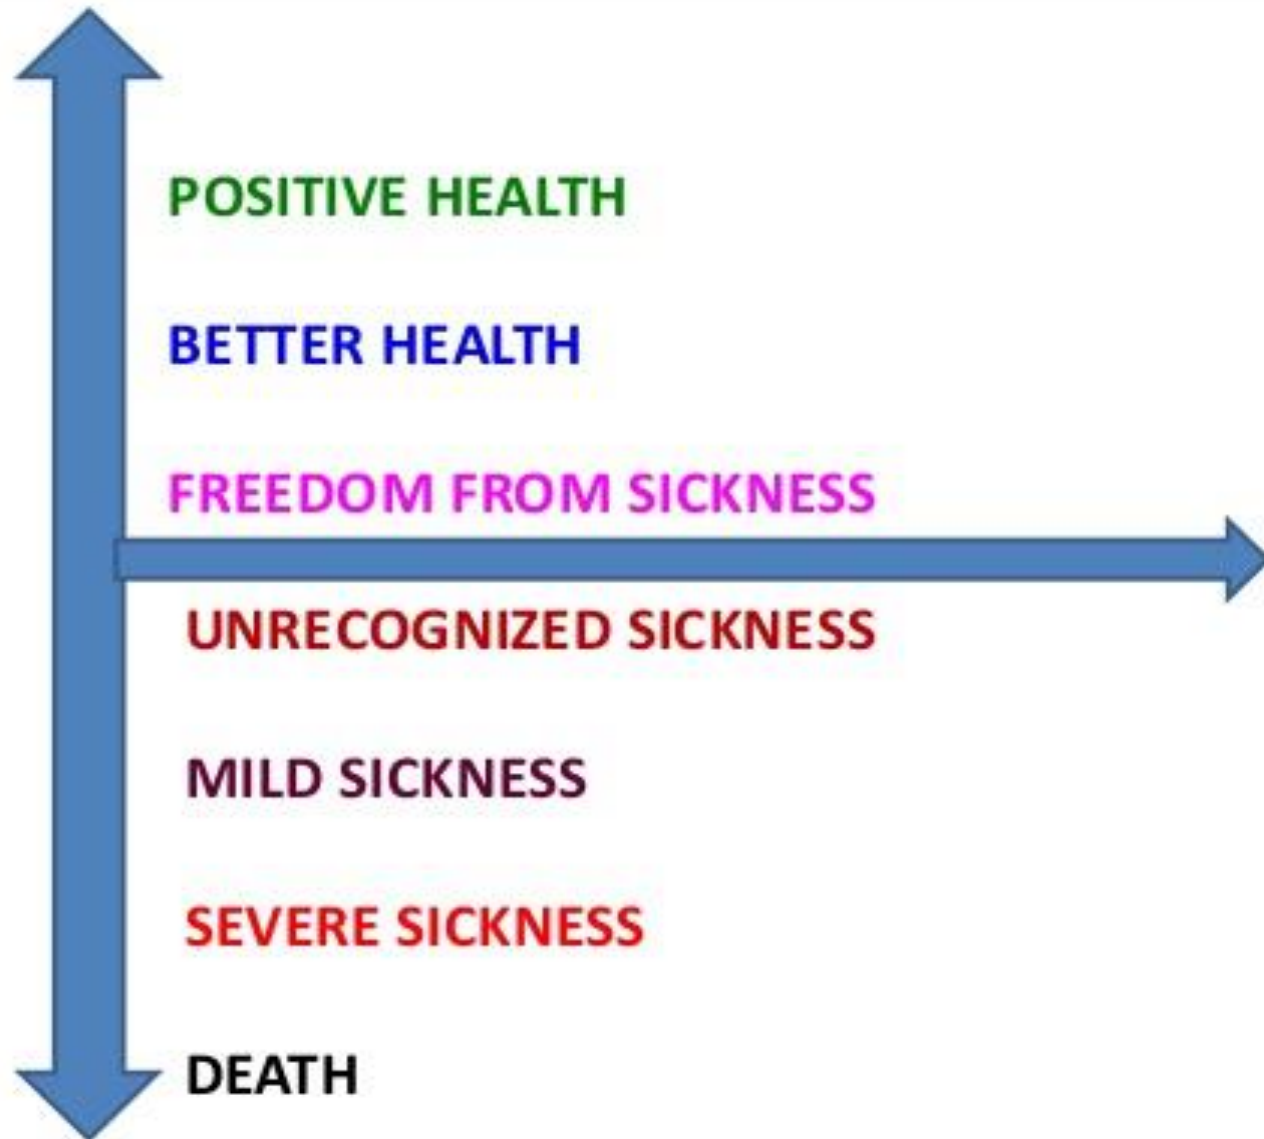 POSITIVE HEALTH
BETTER HEALTH
FREEDOM FROM SICKNESS
UNRECOGNIZED SICKNESS
MILD SICKNESS
SEVERE SICKNESS
DEATH